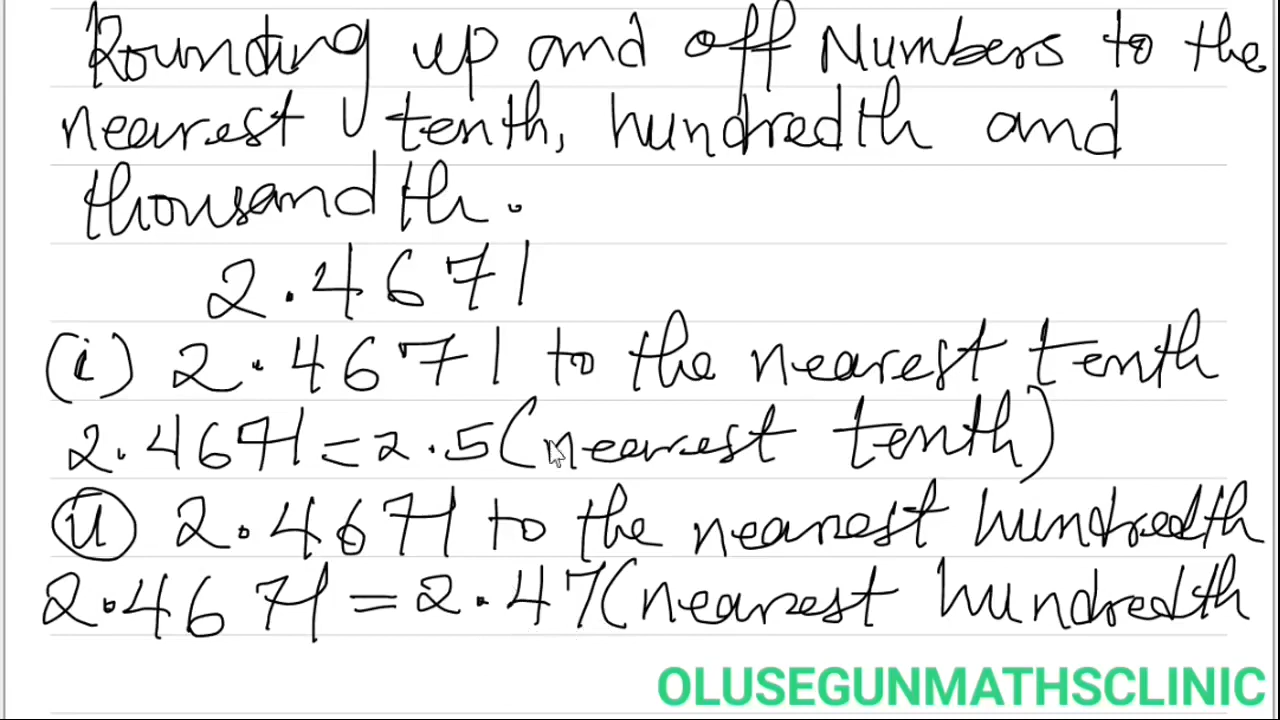 Rounding up and off Numbers to the
nearest tenth, hundredth and
thousandth.
2.4671
(i) 2.4671 to the nearest tenth
2.4671 = 2.5 (nearest tenth)
(ii) 2.4671 to the nearest hundredth
2.4671 = 2.47 (nearest hundredth
OLUSEGUNMATHSCLINIC